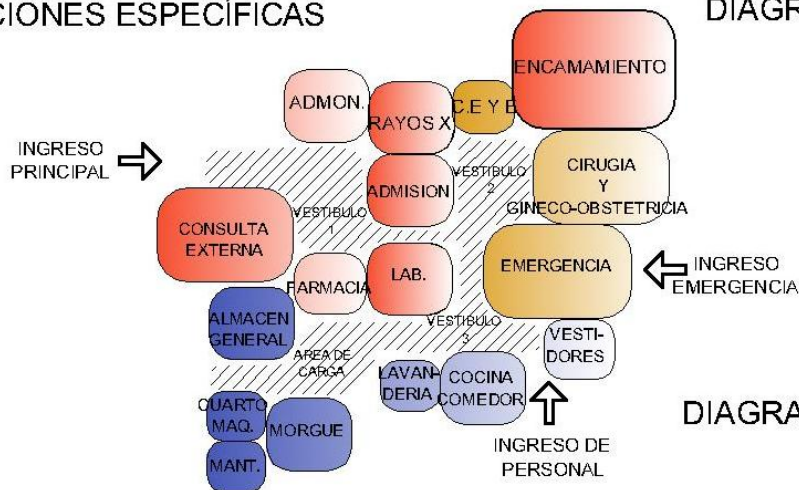 CIONES ESPECÍFICAS
DIAGRA
ENCAMAMIENTO
ADMON.
RAYOS X
C.E Y E
INGRESO
PRINCIPAL
CIRUGIA
Y
GINECO-OBSTETRICIA
VESTIBULO
2
ADMISION
VESTIBULO
1
CONSULTA
EXTERNA
EMERGENCIA
INGRESO
EMERGENCIA
LAB.
FARMACIA
ALMACEN
GENERAL
VESTIBULO
3
VESTI-
DORES
AREA DE
CARGA
LAVAN-
DERIA
COCINA
COMEDOR
CUARTO
MAQ.
MORGUE
MANT.
DIAGRA
INGRESO DE
PERSONAL